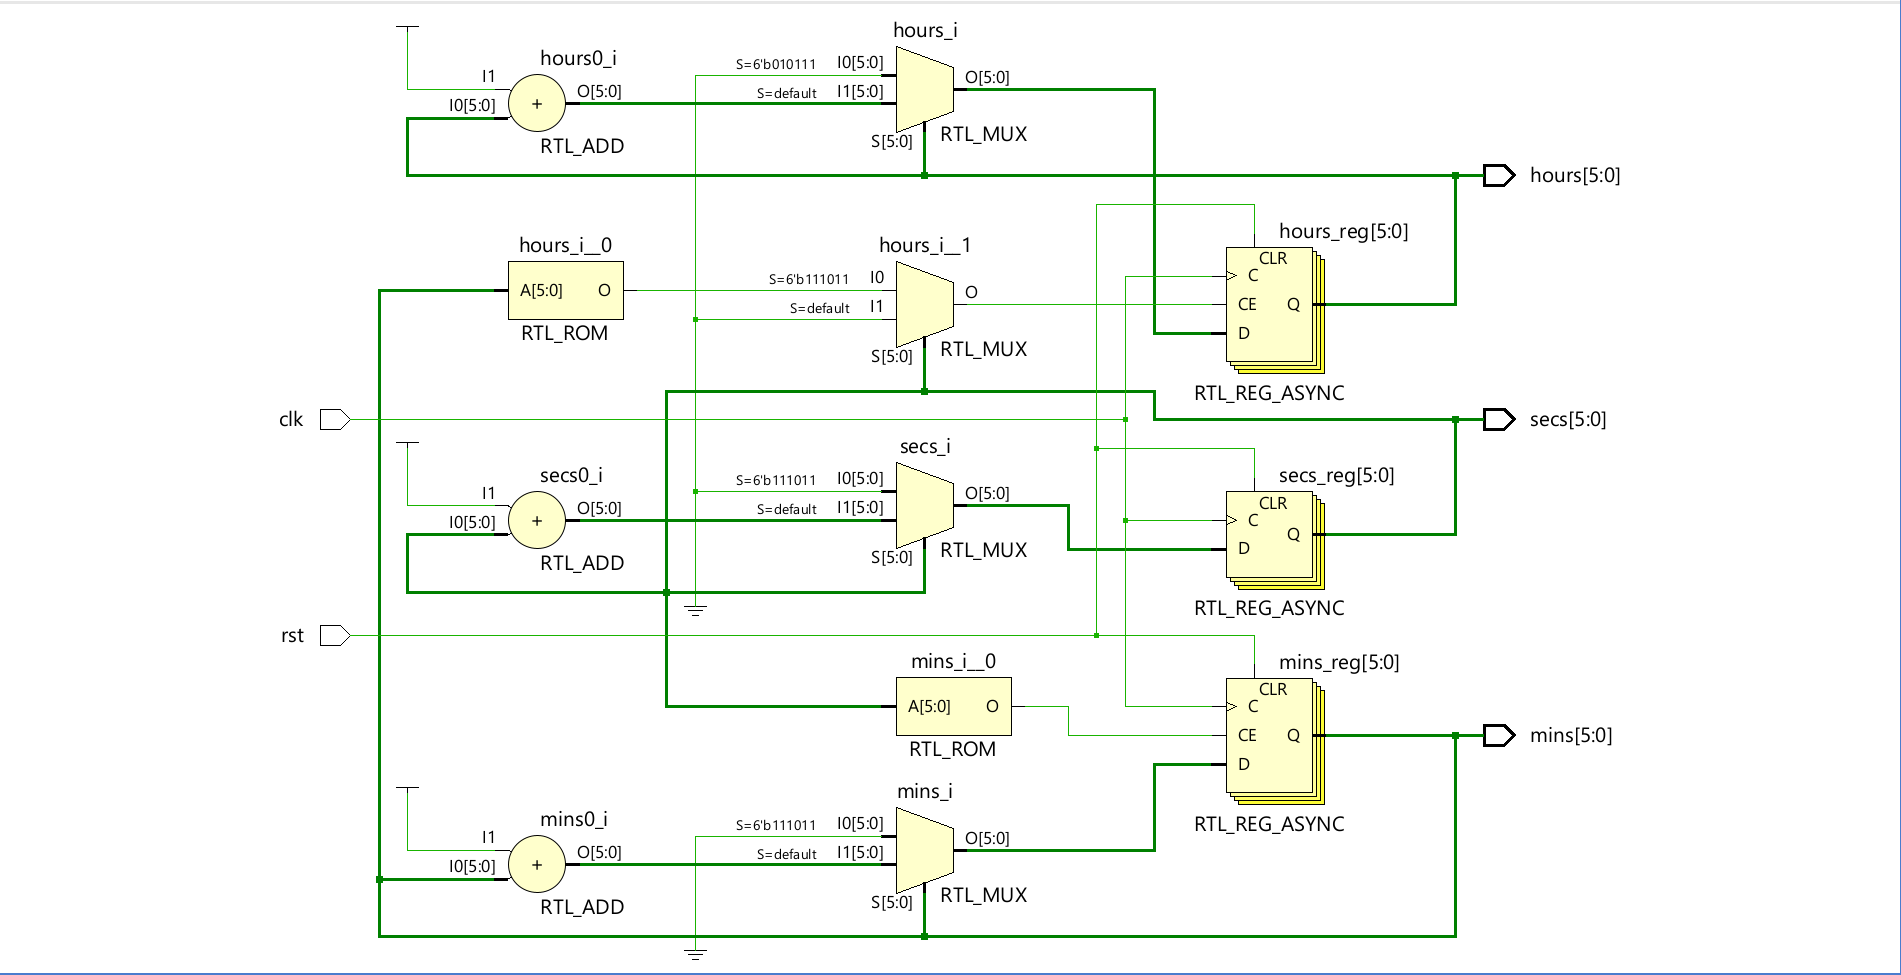 hours_i
hours0_i
S=6'b010111 I0[5:0]
I1
O[5:0]
O[5:0]
S=default I1[5:0]
I0[5:0]
+
RTL_ADD
S[5:0]
RTL_MUX
hours[5:0]
hours_reg[5:0]
hours_i__0
hours_i__1
CLR
C
CE
Q
D
RTL_REG_ASYNC
S=6'b111011 I0
A[5:0] O
O
S=default I1
RTL_ROM
S[5:0]
RTL_MUX
clk
secs[5:0]
secs_i
secs0_i
secs_reg[5:0]
S=6'b111011 I0[5:0]
I1
O[5:0]
O[5:0]
S=default I1[5:0]
I0[5:0]
+
CLR
C
Q
D
RTL_ADD
S[5:0]
RTL_MUX
RTL_REG_ASYNC
rst
mins_i__0
mins_reg[5:0]
CLR
C
A[5:0] O
CE
Q
D
RTL_ROM
mins[5:0]
mins_i
mins0_i
RTL_REG_ASYNC
S=6'b111011 I0[5:0]
I1
O[5:0]
O[5:0]
S=default I1[5:0]
I0[5:0]
+
RTL_ADD
S[5:0]
RTL_MUX